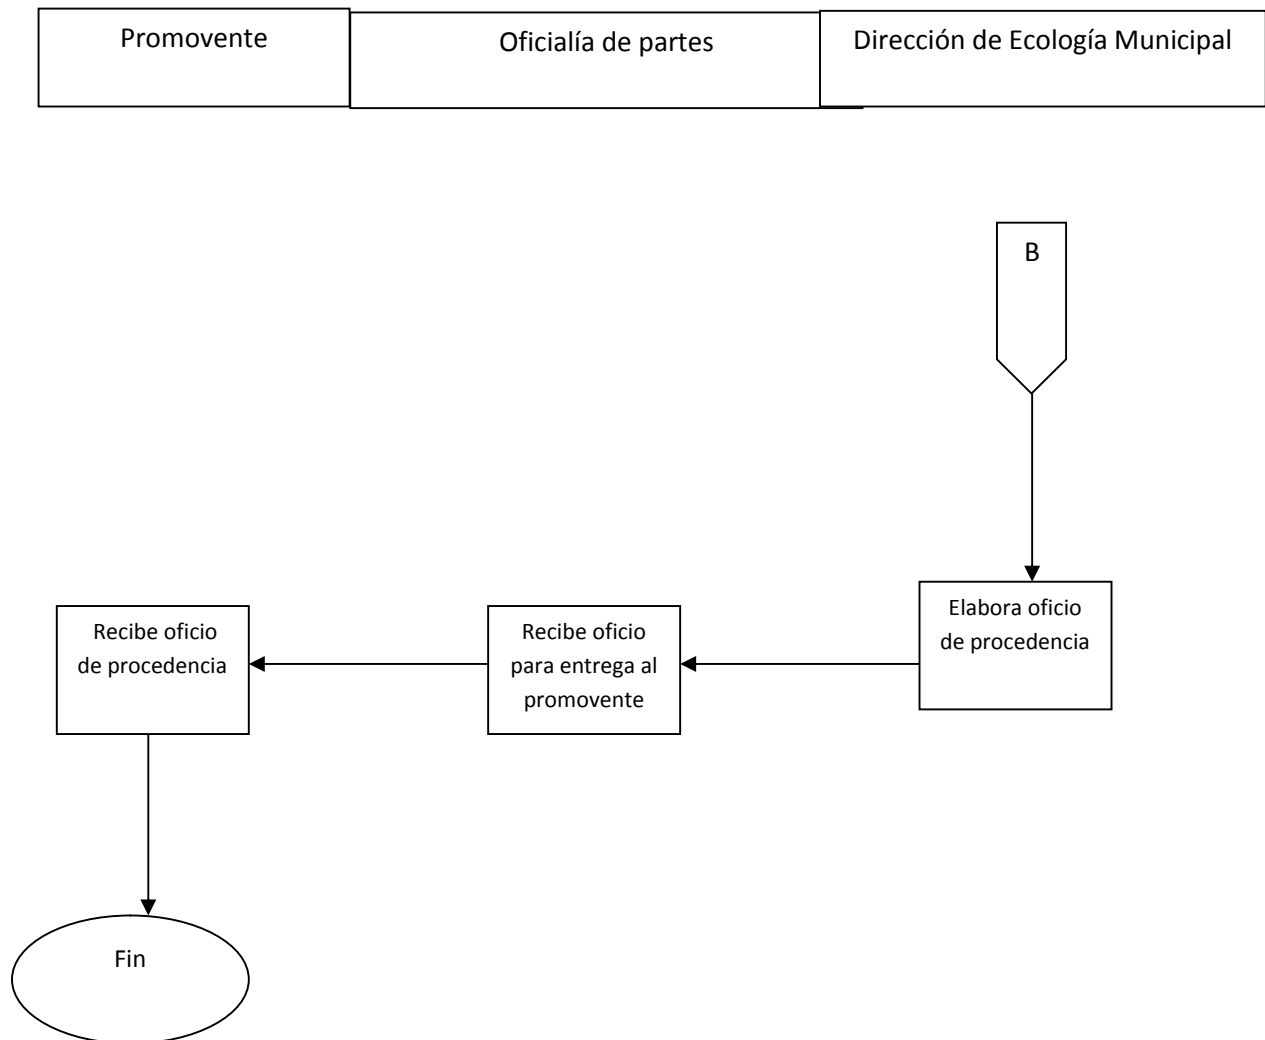 Promovente
Oficialía de partes
Dirección de Ecología Municipal
B
Elabora oficio
de procedencia
Recibe oficio
para entrega al
promovente
Recibe oficio
de procedencia
Fin